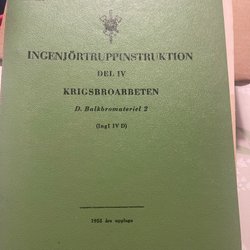 INGENJÖRTRUPPINSTRUKTION
DEL IV
KRIGSBROARBETEN
D. Balkbromateriel 2
(IngI IV D)
1955 års upplaga